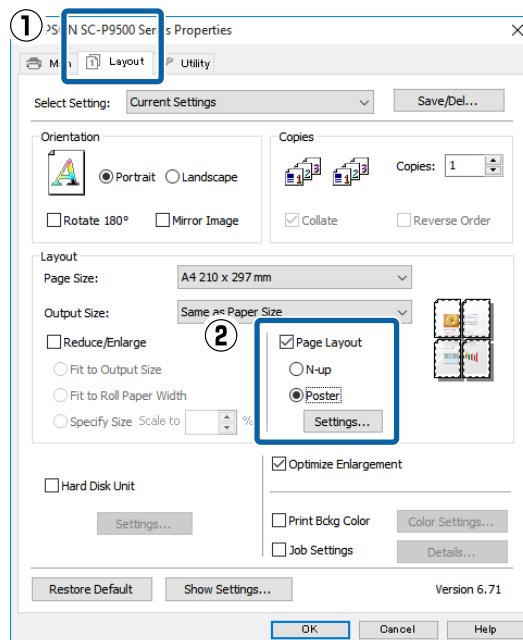 ①
PSON SC-P9500 Series Properties
Main Layout Utility
Select Setting: Current Settings Save/Del...
Orientation Copies
Portrait Landscape Copies: 1
Rotate 180° Mirror Image Collate Reverse Order
Layout
Page Size: A4 210 x 297 mm
Output Size: Same as Paper Size
②
Reduce/Enlarge Page Layout
Fit to Output Size N-up
Fit to Roll Paper Width Poster
Specify Size Scale to % Settings...
Optimize Enlargement
Hard Disk Unit
Settings... Print Bckg Color Color Settings...
Job Settings Details...
Restore Default Show Settings... Version 6.71
OK Cancel Help